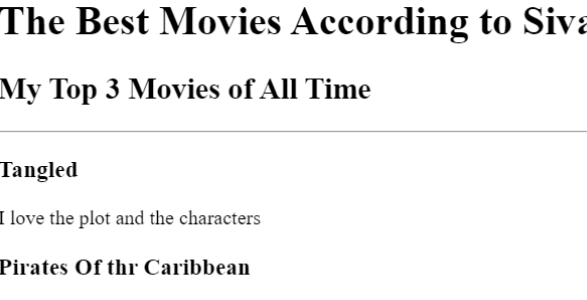 The Best Movies According to Siva
My Top 3 Movies of All Time
Tangled
I love the plot and the characters
Pirates Of thr Caribbean